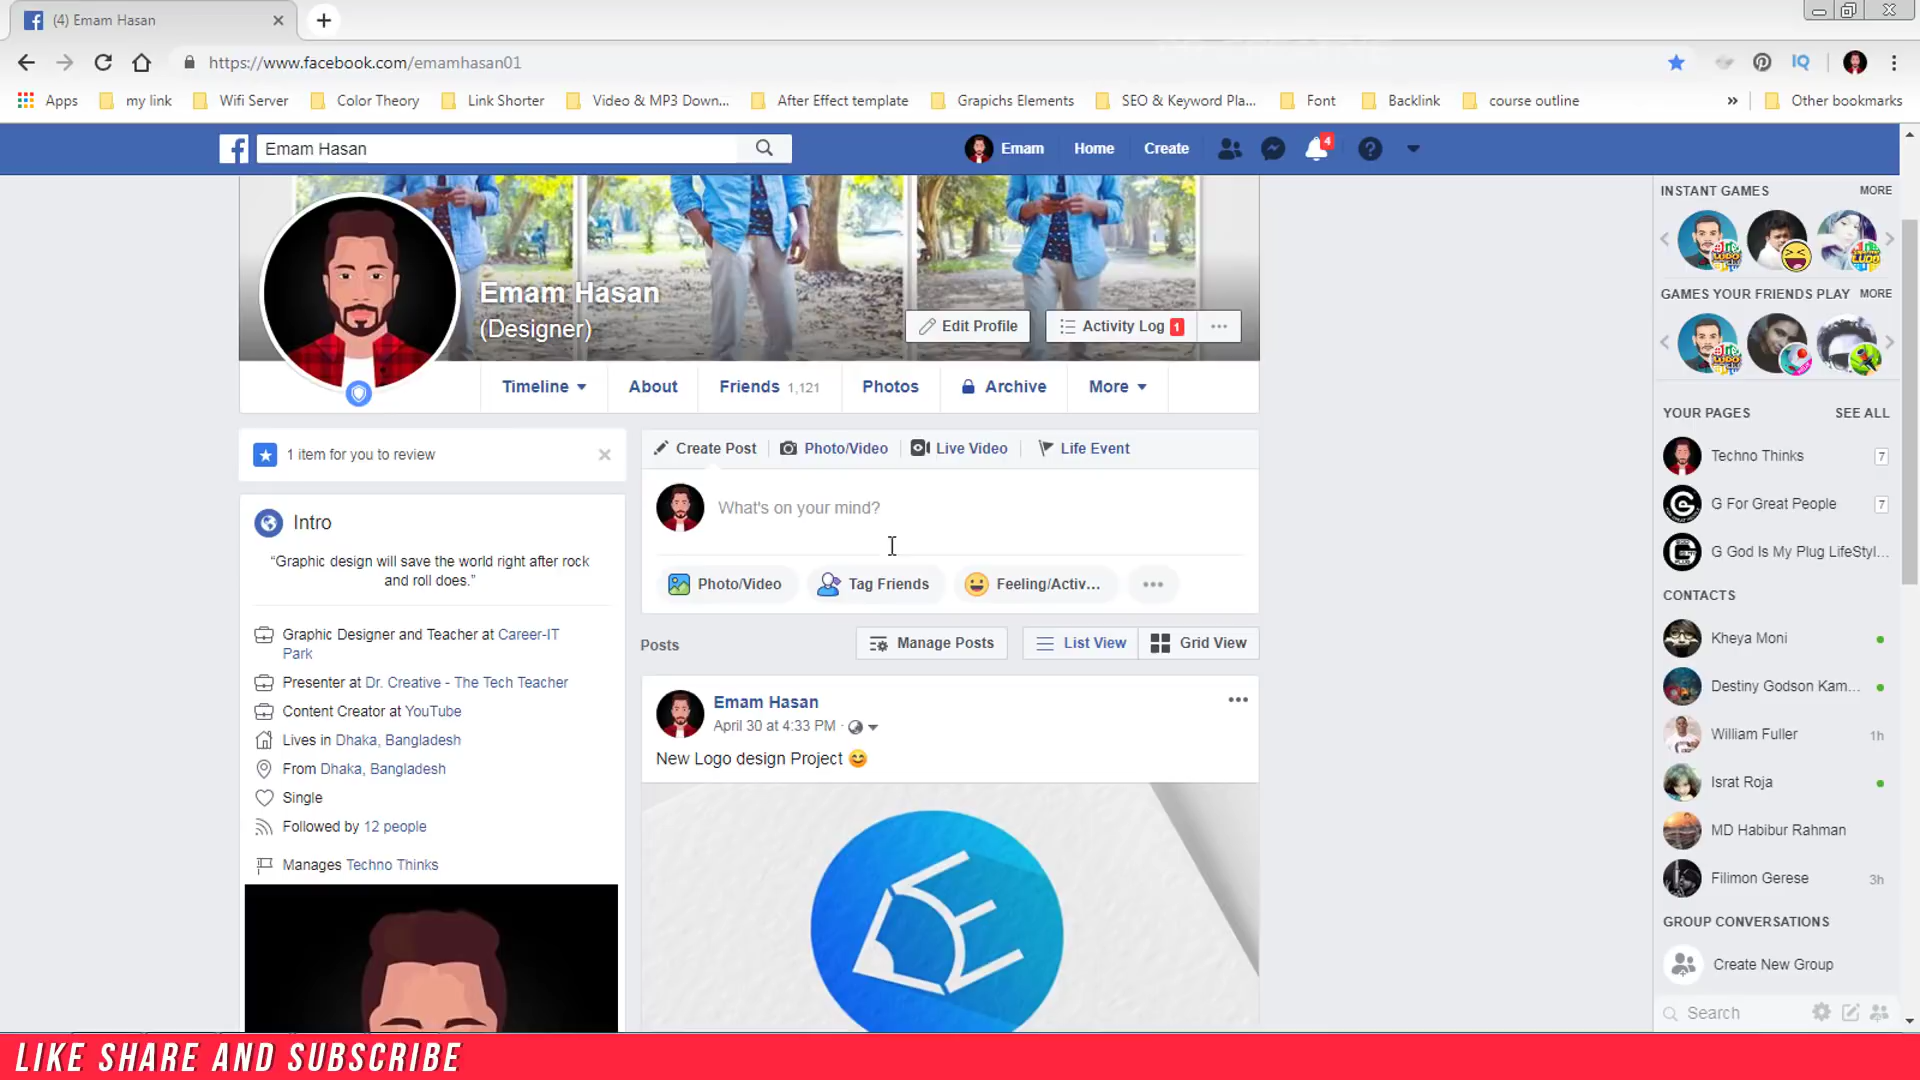 (4) Emam Hasan
https://www.facebook.com/emamhasan01
IQ
Apps
my link
Wifi Server
Color Theory
Link Shorter
Video & MP3 Down...
After Effect template
Grapichs Elements
SEO & Keyword Pla...
Font
Backlink
course outline
»
Other bookmarks
Emam Hasan
Emam
Home
Create
4
Emam Hasan
(Designer)
Edit Profile
Activity Log 1
Timeline
About
Friends 1,121
Photos
Archive
More
1 item for you to review
Intro
“Graphic design will save the world right after rock
and roll does.”
Graphic Designer and Teacher at Career-IT
Park
Presenter at Dr. Creative - The Tech Teacher
Content Creator at YouTube
Lives in Dhaka, Bangladesh
From Dhaka, Bangladesh
Single
Followed by 12 people
Manages Techno Thinks
Create Post
Photo/Video
Live Video
Life Event
What's on your mind?
Photo/Video
Tag Friends
Feeling/Activ...
Posts
Manage Posts
List View
Grid View
Emam Hasan
April 30 at 4:33 PM ·
New Logo design Project 😊
INSTANT GAMES
MORE
GAMES YOUR FRIENDS PLAY
MORE
YOUR PAGES
SEE ALL
Techno Thinks
7
G For Great People
7
G God Is My Plug LifeStyl...
CONTACTS
Kheya Moni
Destiny Godson Kam...
William Fuller
1h
Israt Roja
MD Habibur Rahman
Filimon Gerese
3h
GROUP CONVERSATIONS
Create New Group
Search
LIKE SHARE AND SUBSCRIBE